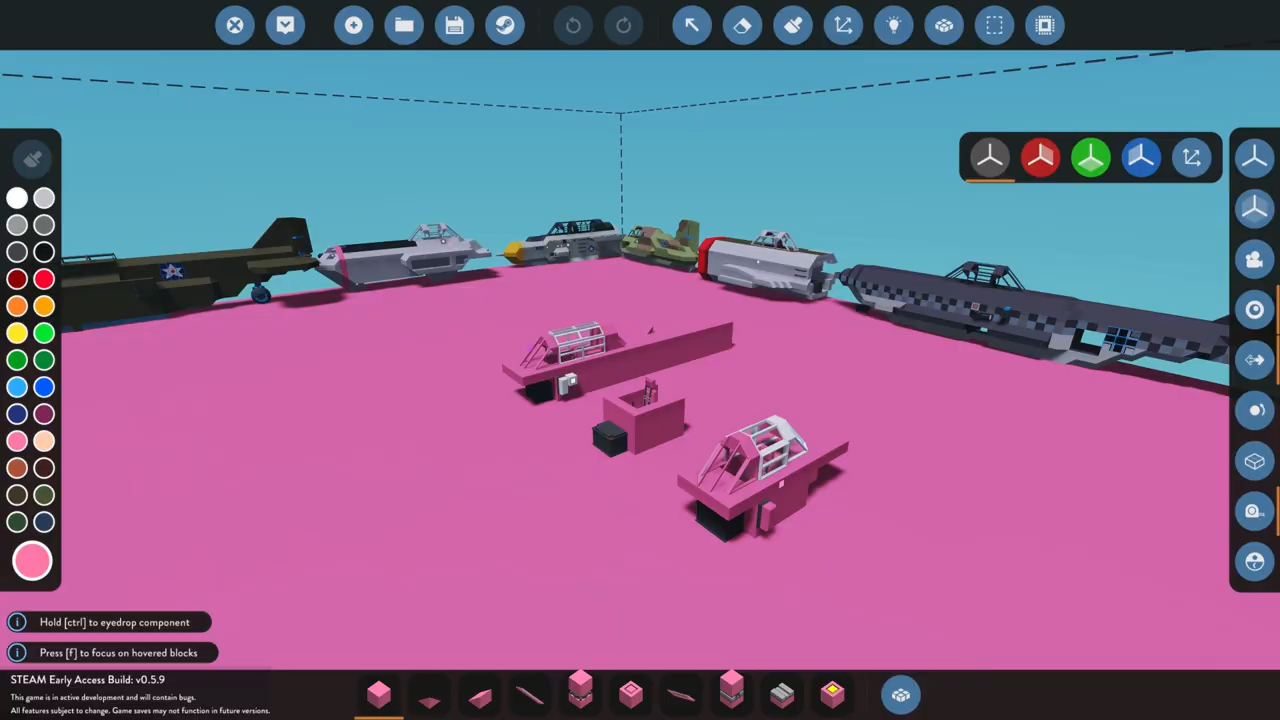 Hold [ctrl] to eyedrop component
Press [f] to focus on hovered blocks
STEAM Early Access Build: v0.5.9
This game is in active development and will contain bugs.
All features subject to change. Game saves may not function in future versions.